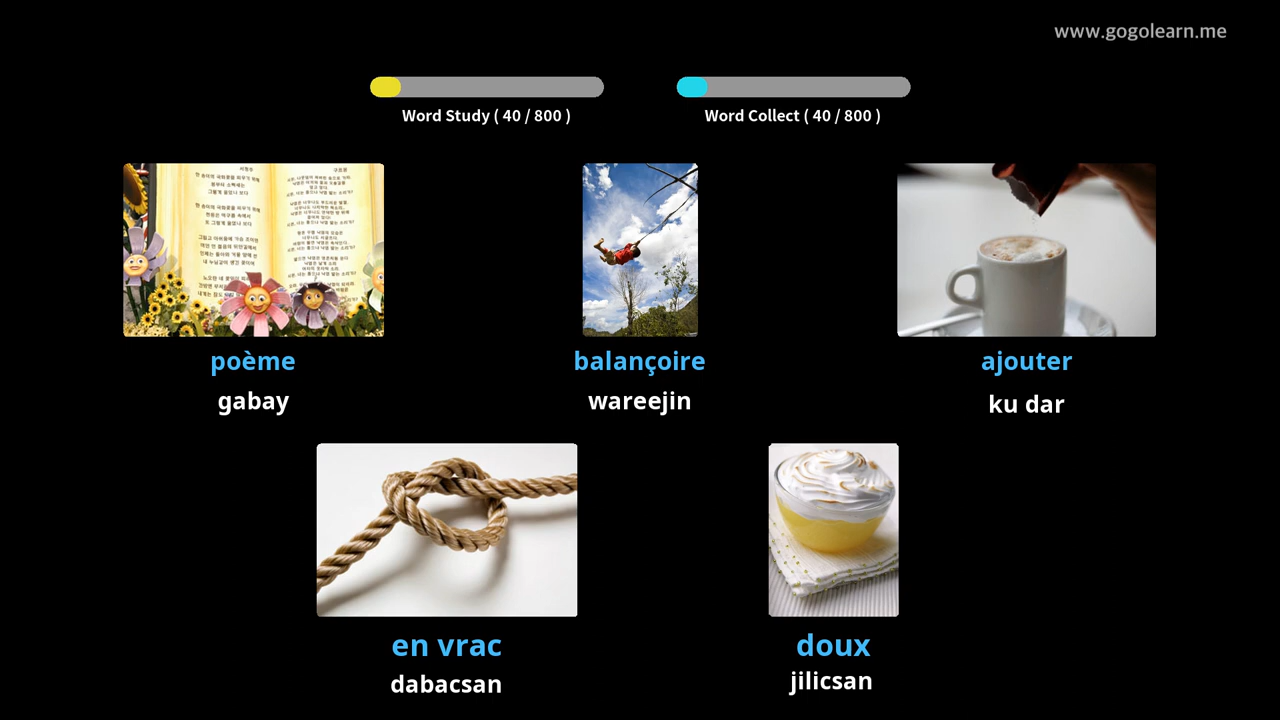 www.gogolearn.me
Word Study ( 40 / 800 )
Word Collect ( 40 / 800 )
poème
gabay
balançoire
wareejin
ajouter
ku dar
en vrac
dabacsan
doux
jilicsan